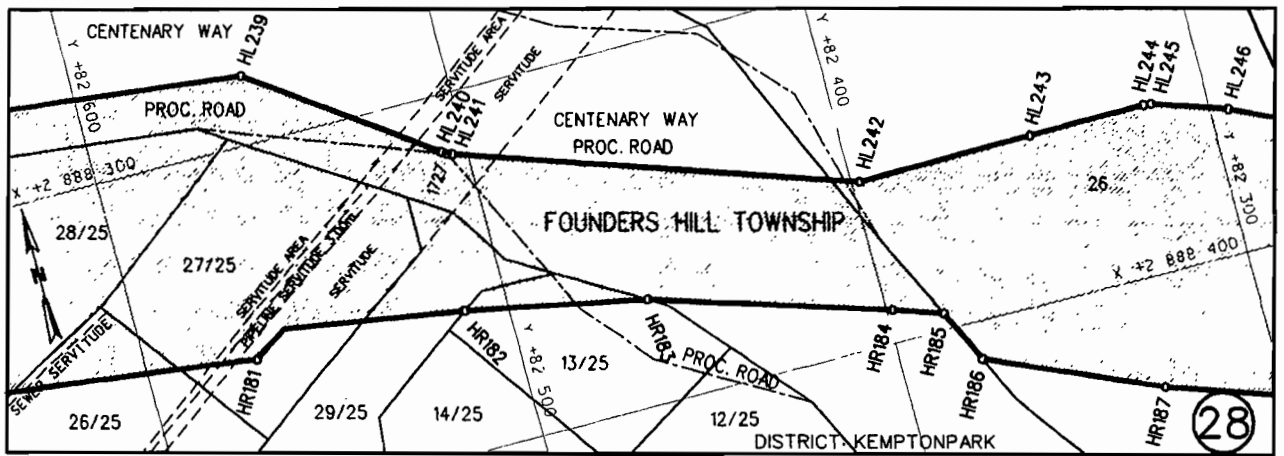 CENTENARY WAY
Y +82 600
HL239
SERVITUDE AREA
SERVITUDE
PROC. ROAD
HL240
HL241
CENTENARY WAY
PROC. ROAD
Y +82 400
HL242
HL243
HL244
HL245
HL246
Y +82 300
X +2 888 300
1727
26
28/25
N
27/25
FOUNDERS HILL TOWNSHIP
X +2 888 400
SERVITUDE AREA
PIPELINE SERVITUDE
SERVITUDE
SEWER SERVITUDE
HR181
HR182
Y +82 500
HR183
PROC. ROAD
HR184
HR185
HR186
HR187
26/25
29/25
14/25
13/25
12/25
DISTRICT: KEMPTONPARK
28